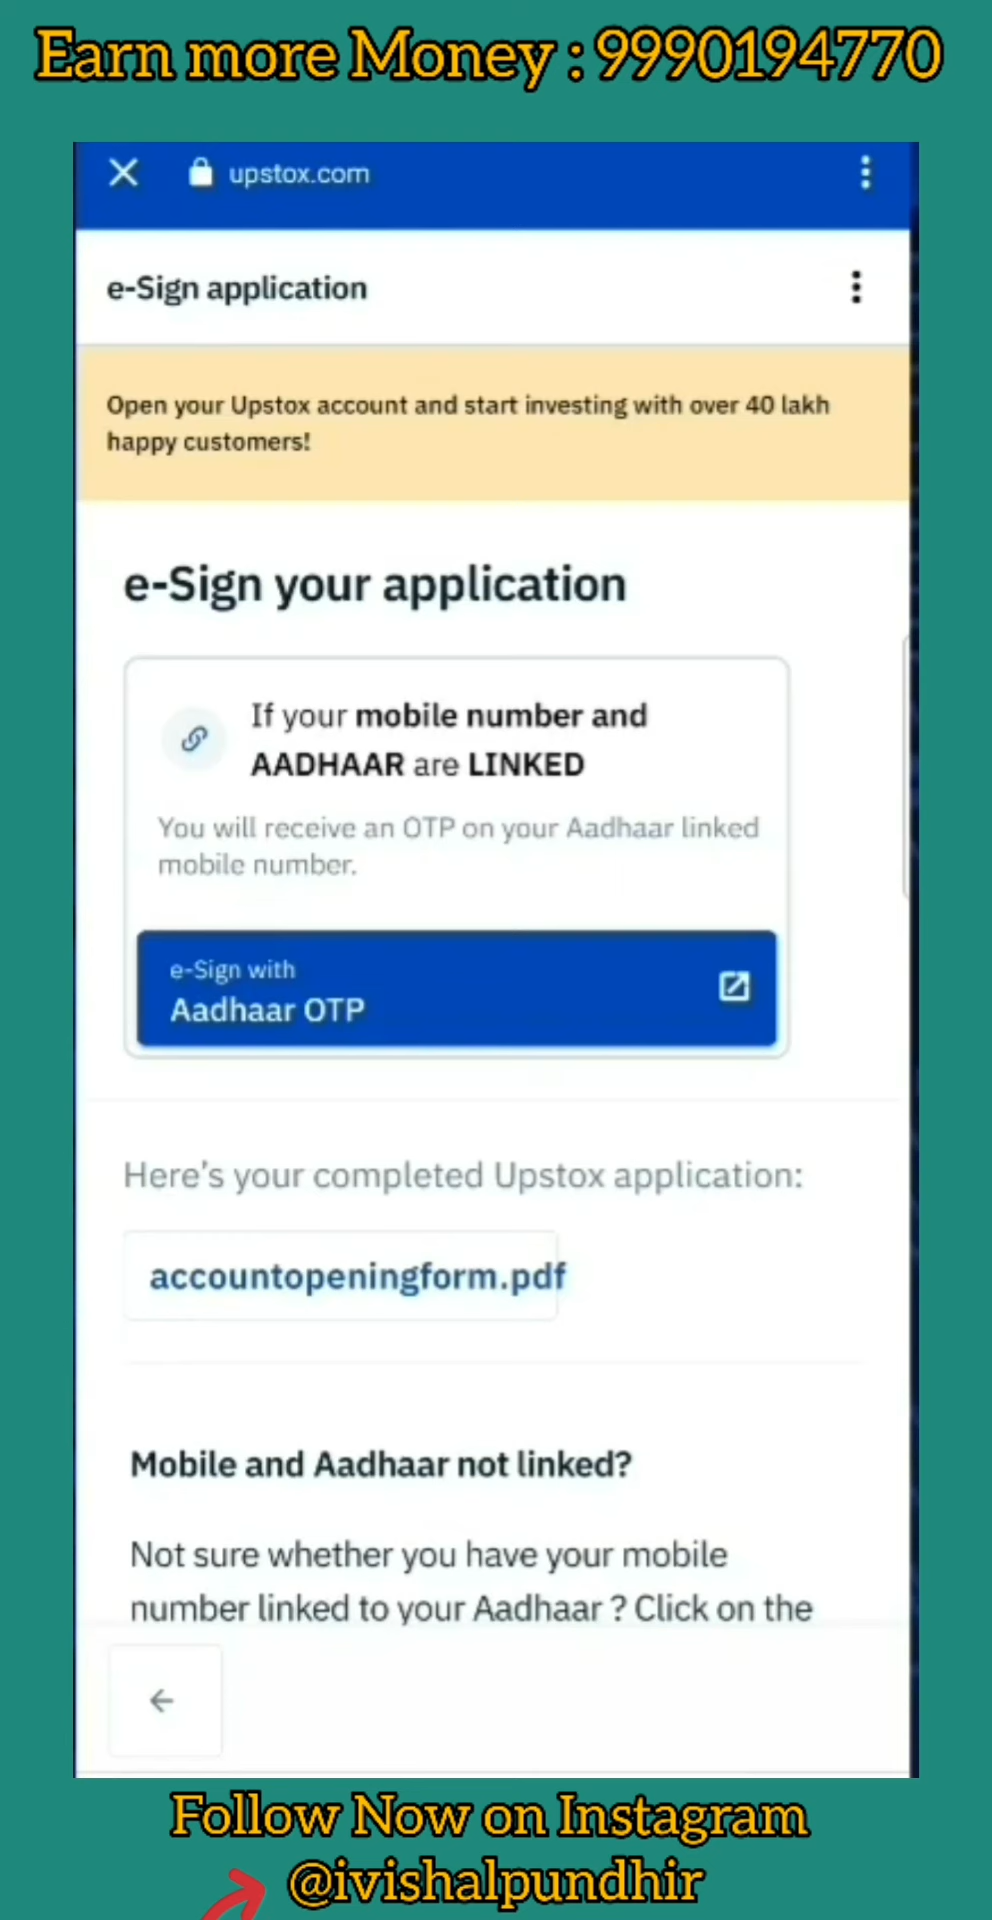 Earn more Money : 9990194770
upstox.com
e-Sign application
Open your Upstox account and start investing with over 40 lakh
happy customers!
e-Sign your application
If your mobile number and
AADHAAR are LINKED
You will receive an OTP on your Aadhaar linked
mobile number.
e-Sign with
Aadhaar OTP
Here's your completed Upstox application:
accountopeningform.pdf
Mobile and Aadhaar not linked?
Not sure whether you have your mobile
number linked to your Aadhaar ? Click on the
Follow Now on Instagram
@ivishalpundhir